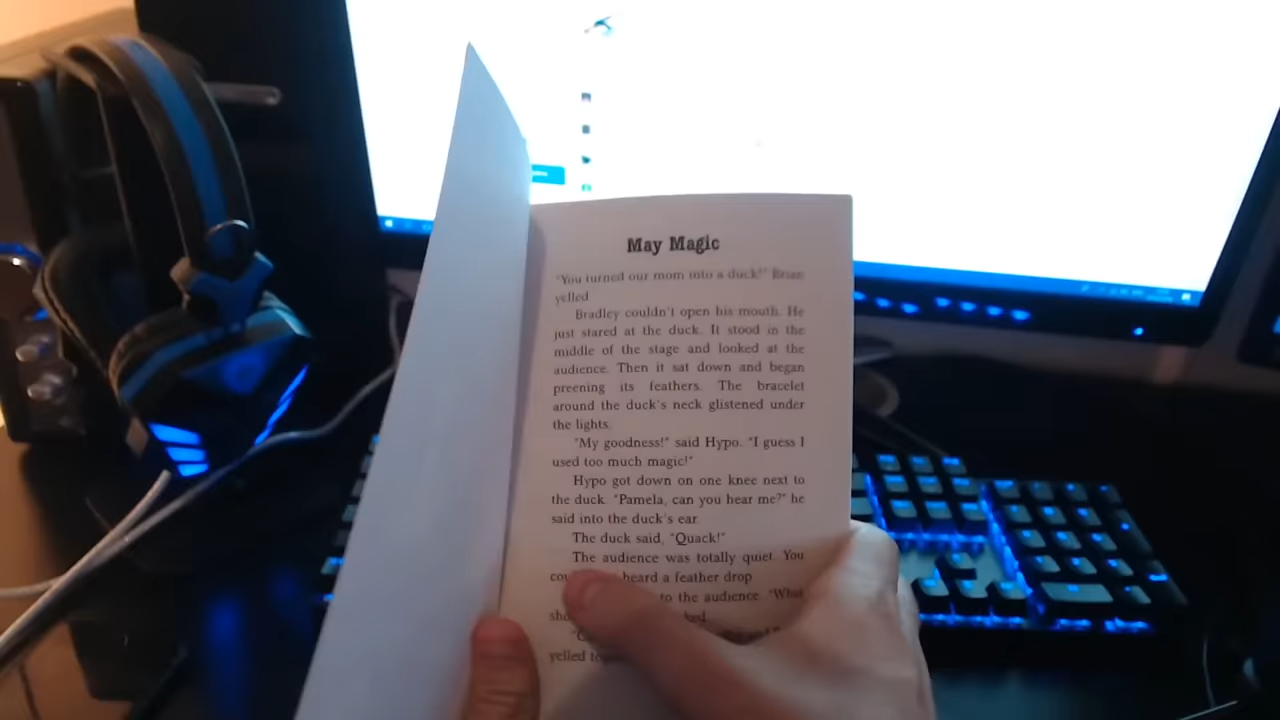 May Magic
"You turned our mom into a duck!" Brian
yelled
Bradley couldn't open his mouth. He
just stared at the duck. It stood in the
middle of the stage and looked at the
audience. Then it sat down and began
preening its feathers. The bracelet
around the duck's neck glistened under
the lights.
"My goodness!" said Hypo. "I guess I
used too much magic!"
Hypo got down on one knee next to
the duck. "Pamela, can you hear me?" he
said into the duck's ear.
The duck said, "Quack!"
The audience was totally quiet. You
heard a feather drop
to the audience. "What
yelled